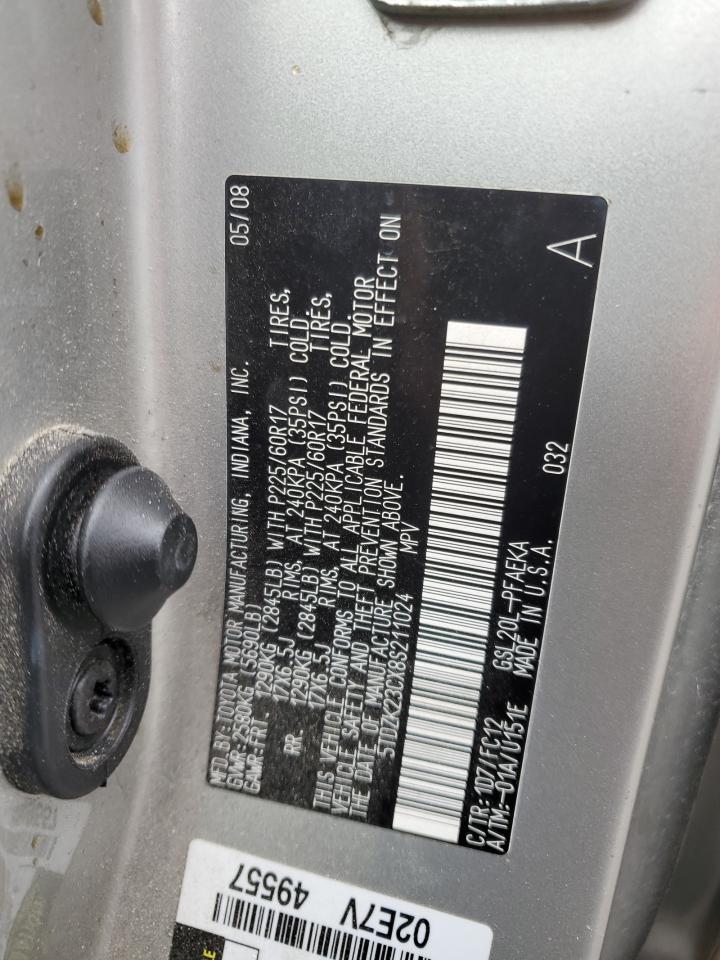 MFD.BY: TOYOTA MOTOR MANUFACTURING, INDIANA, INC. 05/08
GVWR:2580KG (5690LB)
GAWR-FRT. 1290KG (2845LB) WITH P225/60R17 TIRES,
17X6.5J RIMS, AT 240KPA (35PSI) COLD.
RR. 1290KG (2845LB) WITH P225/60R17 TIRES,
17X6.5J RIMS, AT 240KPA (35PSI) COLD.
THIS VEHICLE CONFORMS TO ALL APPLICABLE FEDERAL MOTOR
VEHICLE SAFETY AND THEFT PREVENTION STANDARDS IN EFFECT ON
THE DATE OF MANUFACTURE SHOWN ABOVE.
5TDZK23CX8S211024 MPV
032
C/TR:1D7/FC12 GSL20L-PFAEKA
A/TM:-01A/U151E MADE IN U.S.A. A
49557
02E7V